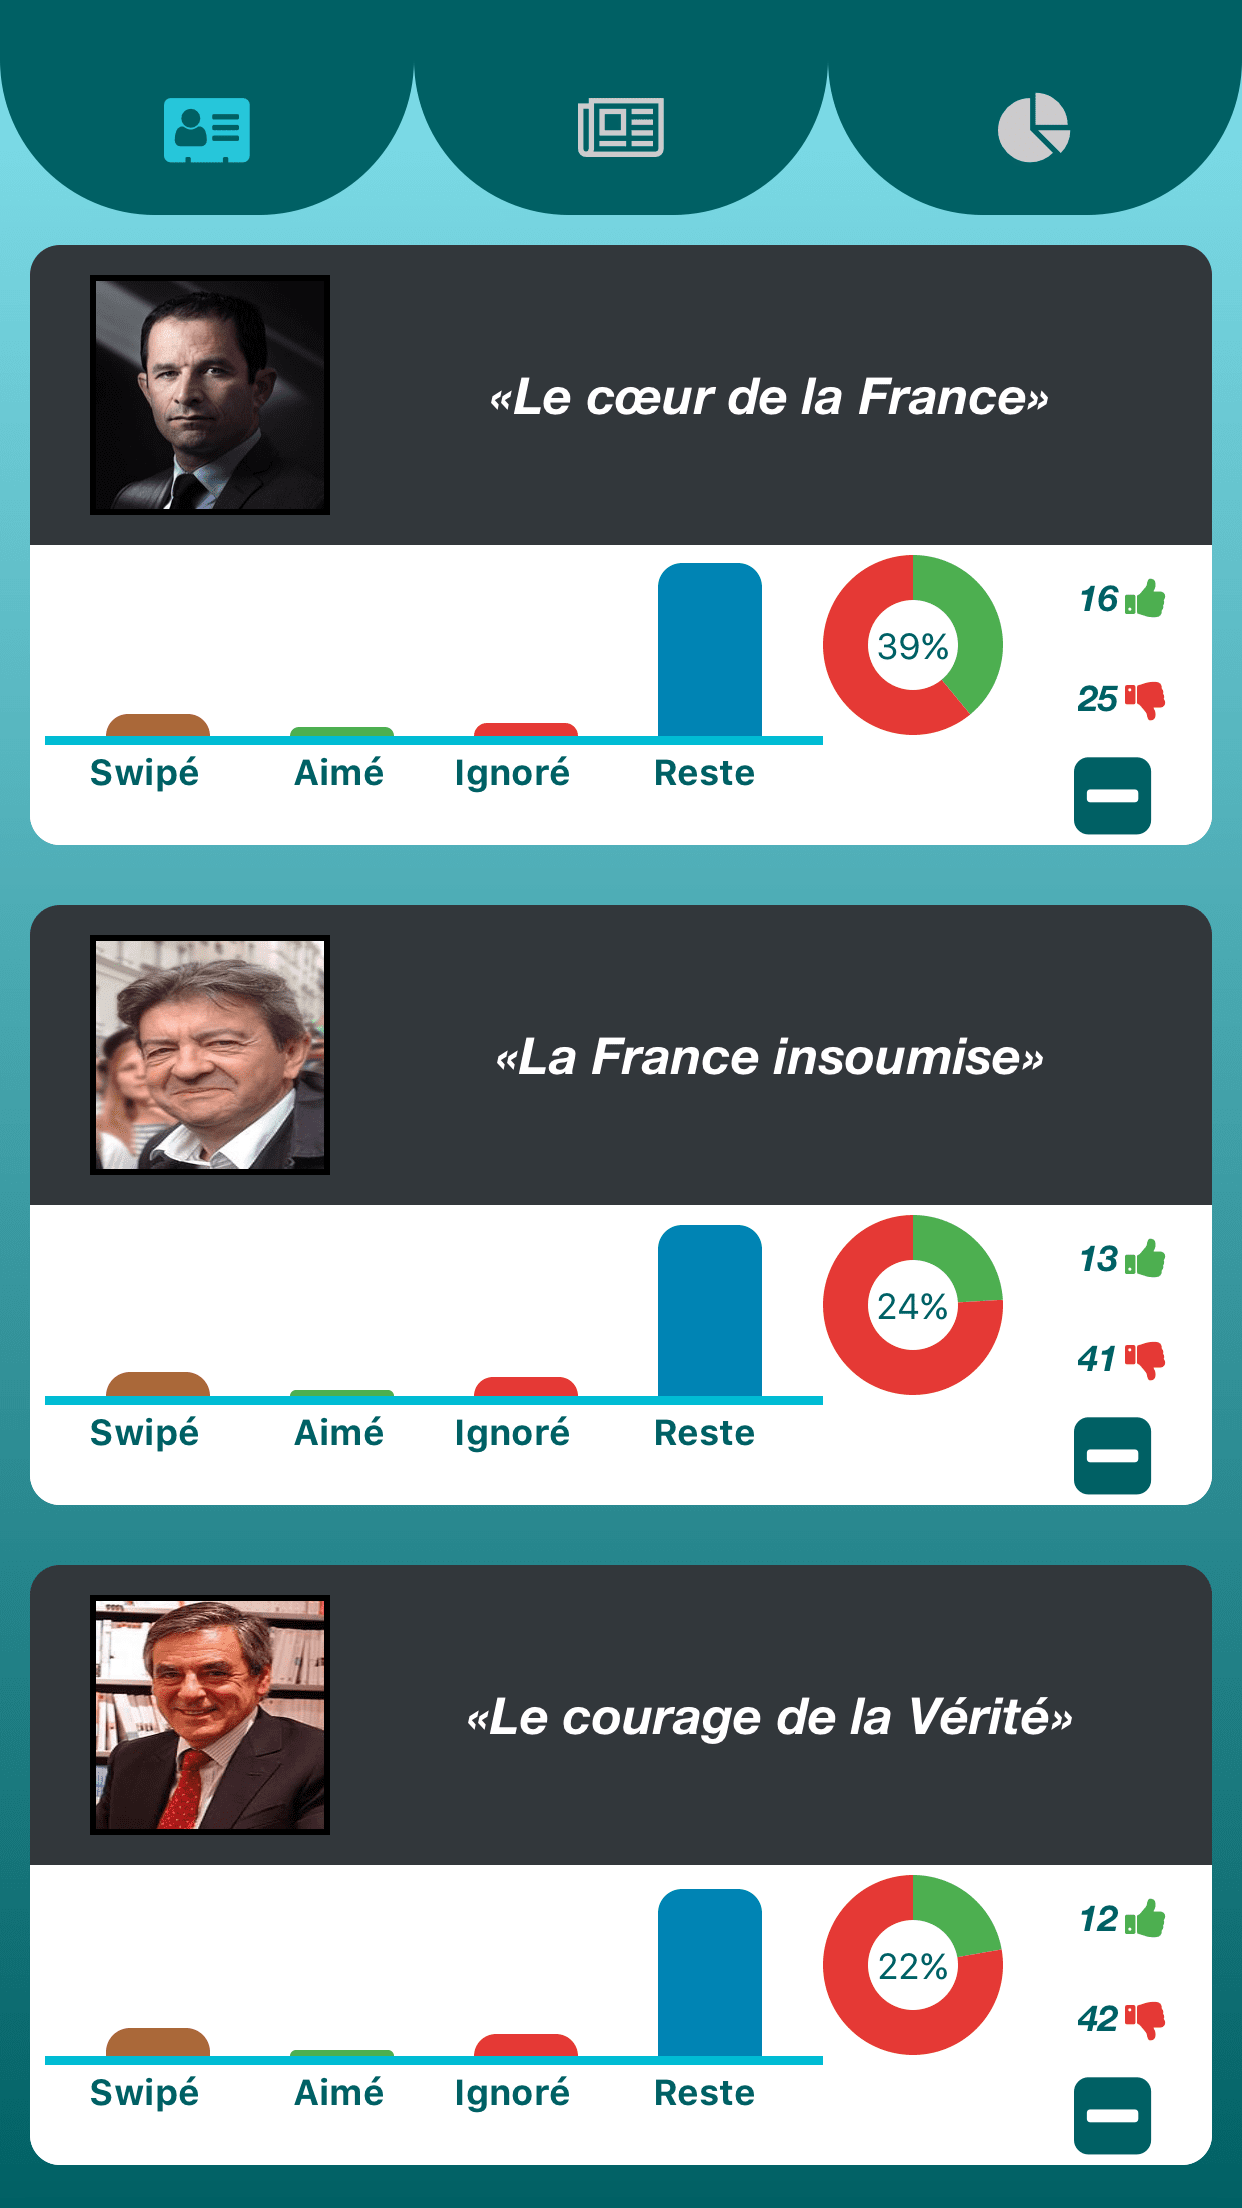 «Le cœur de la France»
39%
16
25
Swipé Aimé Ignoré Reste
«La France insoumise»
24%
13
41
Swipé Aimé Ignoré Reste
«Le courage de la Vérité»
22%
12
42
Swipé Aimé Ignoré Reste